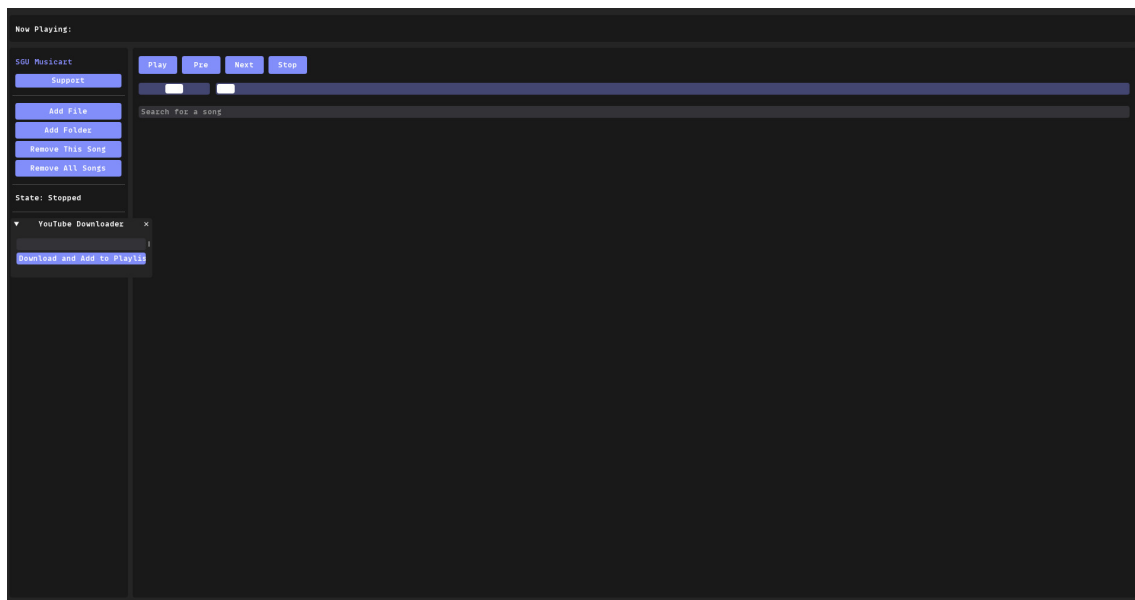 Now Playing:
SGU Musicart
Support
Add File
Add Folder
Remove This Song
Remove All Songs
State: Stopped
YouTube Downloader
Download and Add to Playlis
Play Pre Next Stop
Search for a song